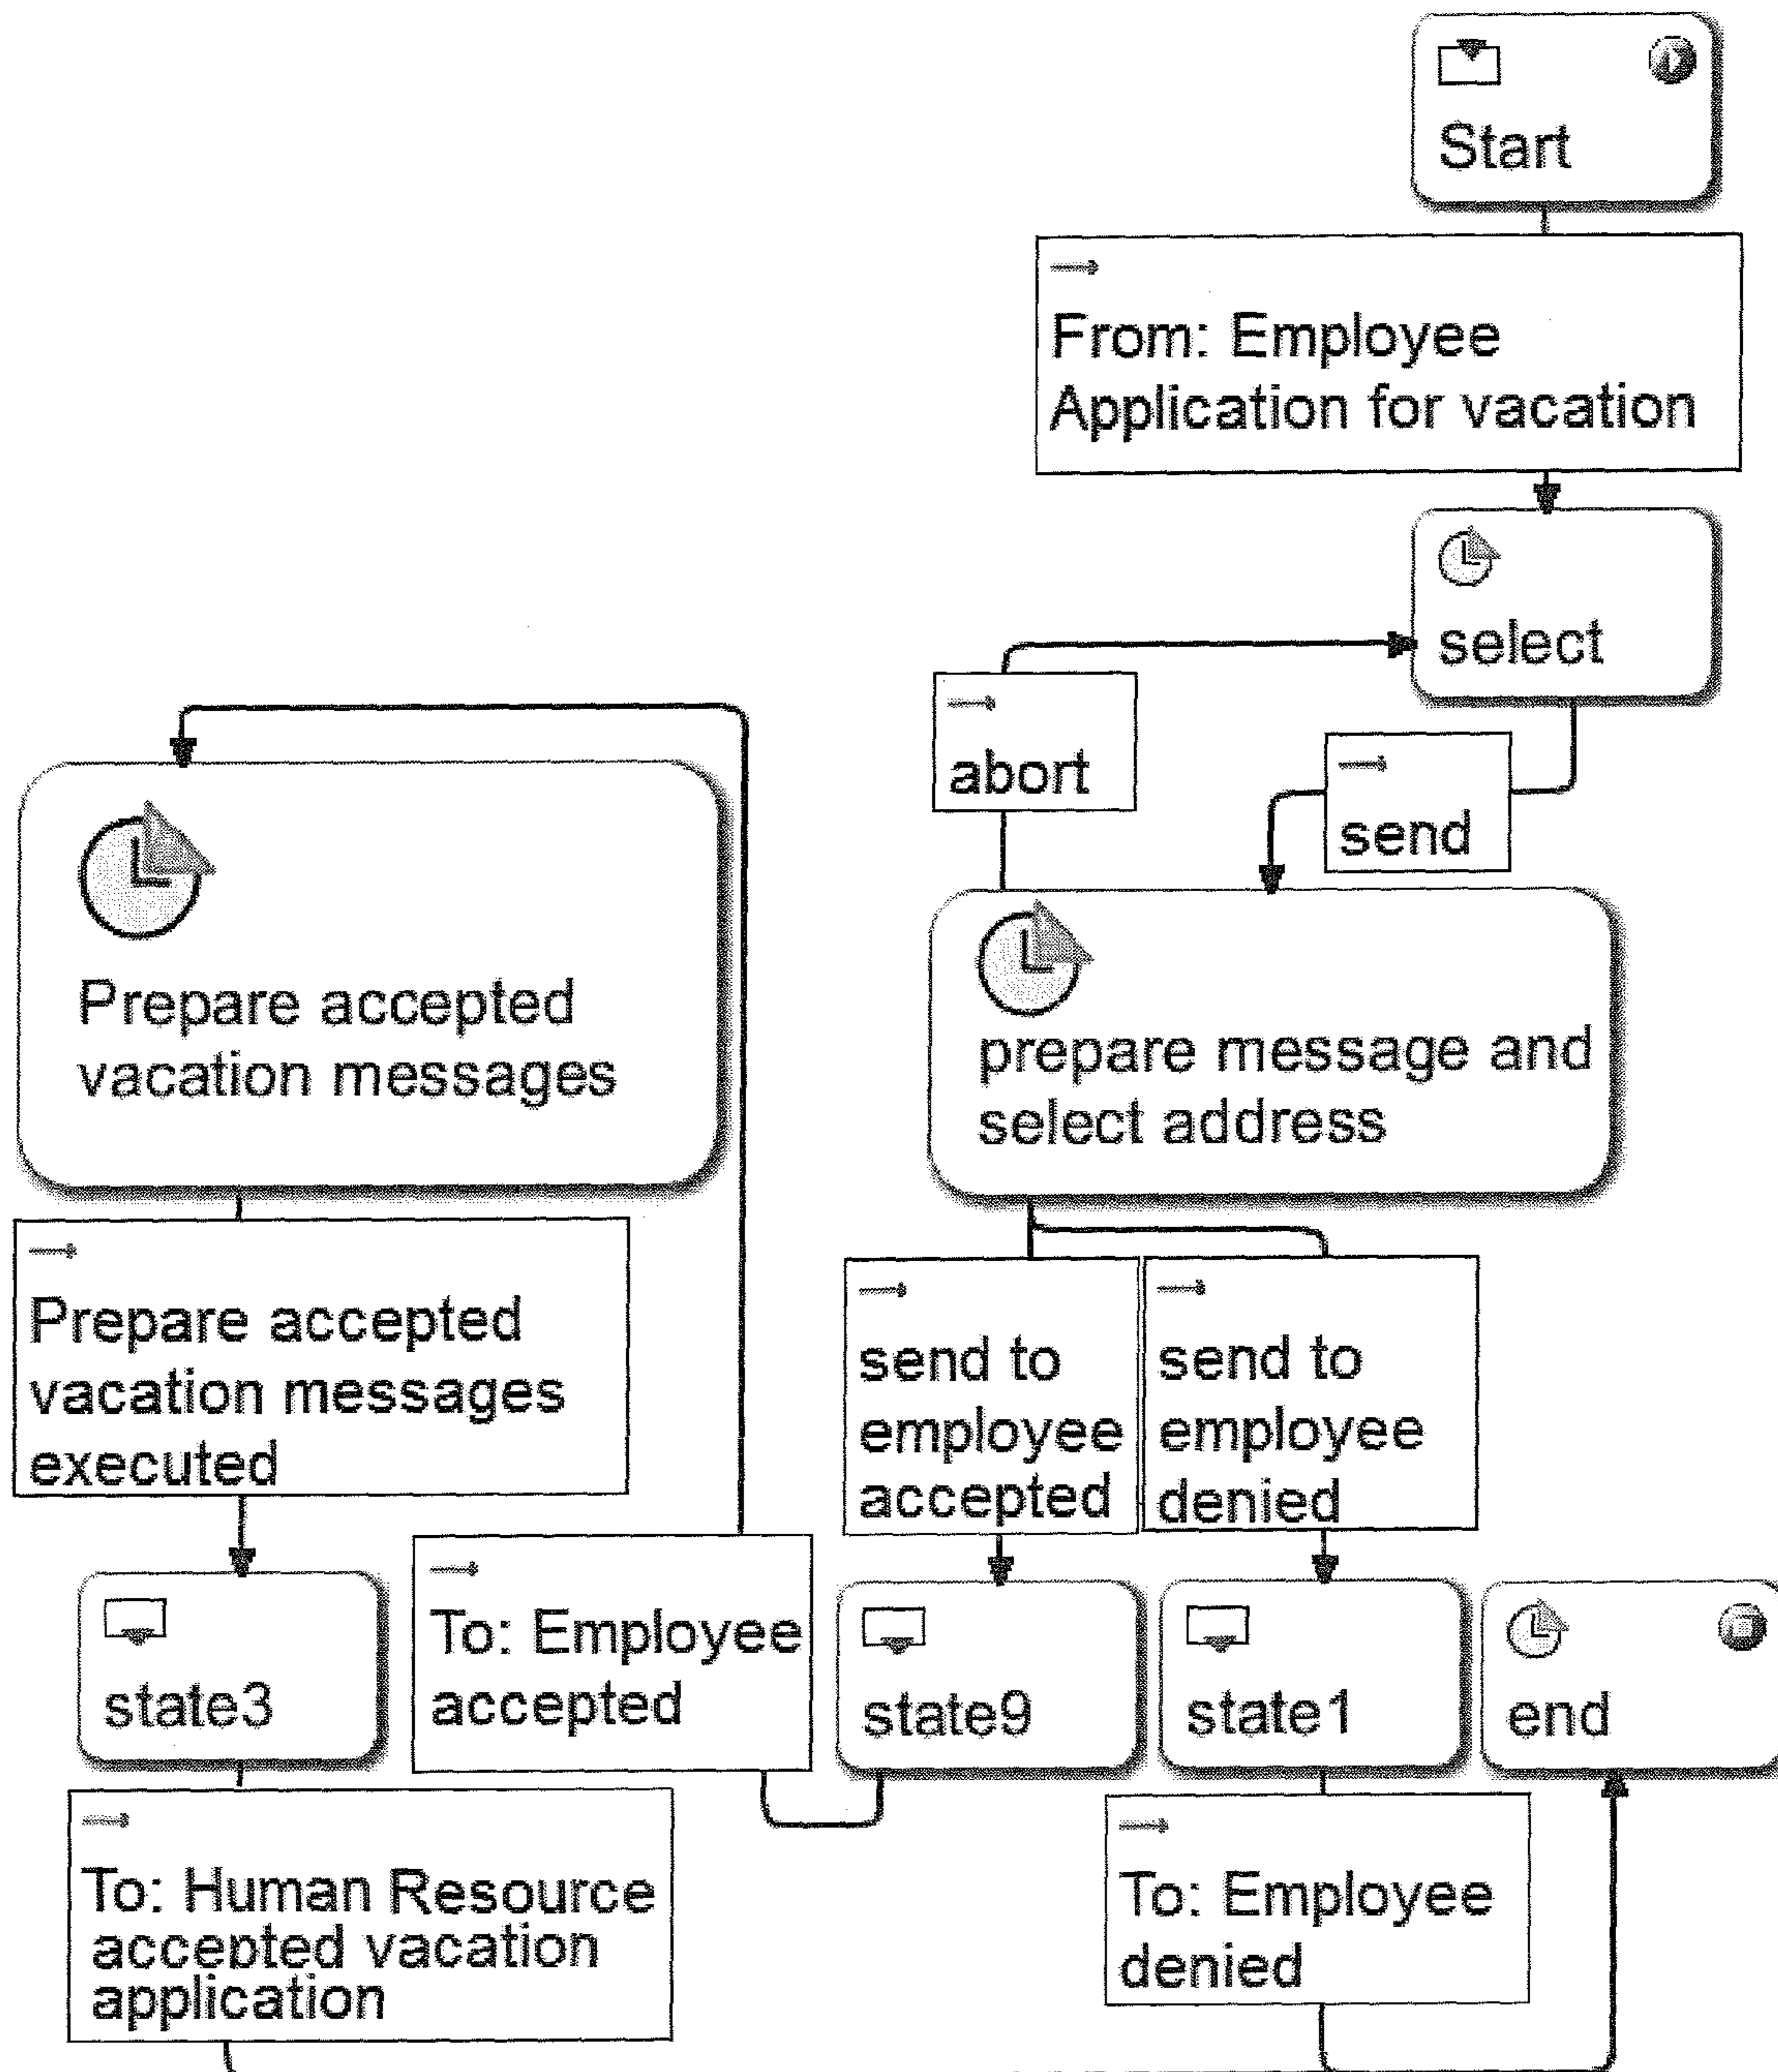 Start
From: Employee
Application for vacation
select
abort
send
Prepare accepted
vacation messages
prepare message and
select address
Prepare accepted
vacation messages
executed
send to
employee
accepted
send to
employee
denied
state3
To: Employee
accepted
state9
state1
end
To: Human Resource
accepted vacation
application
To: Employee
denied